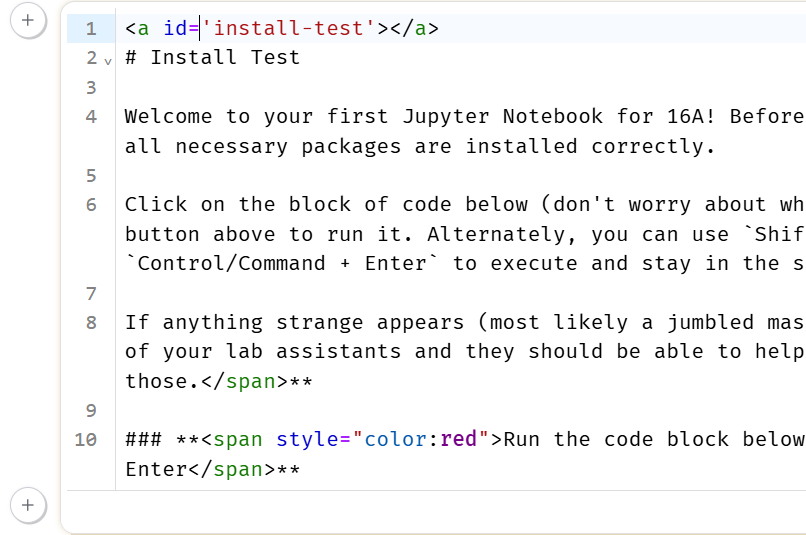 1 <a id='install-test'></a>
2 # Install Test
3
4 Welcome to your first Jupyter Notebook for 16A! Before
all necessary packages are installed correctly.
5
6 Click on the block of code below (don't worry about wh
button above to run it. Alternately, you can use `Shif
`Control/Command + Enter` to execute and stay in the s
7
8 If anything strange appears (most likely a jumbled mas
of your lab assistants and they should be able to help
those.</span>**
9
10 ### **<span style="color:red">Run the code block below
Enter</span>**